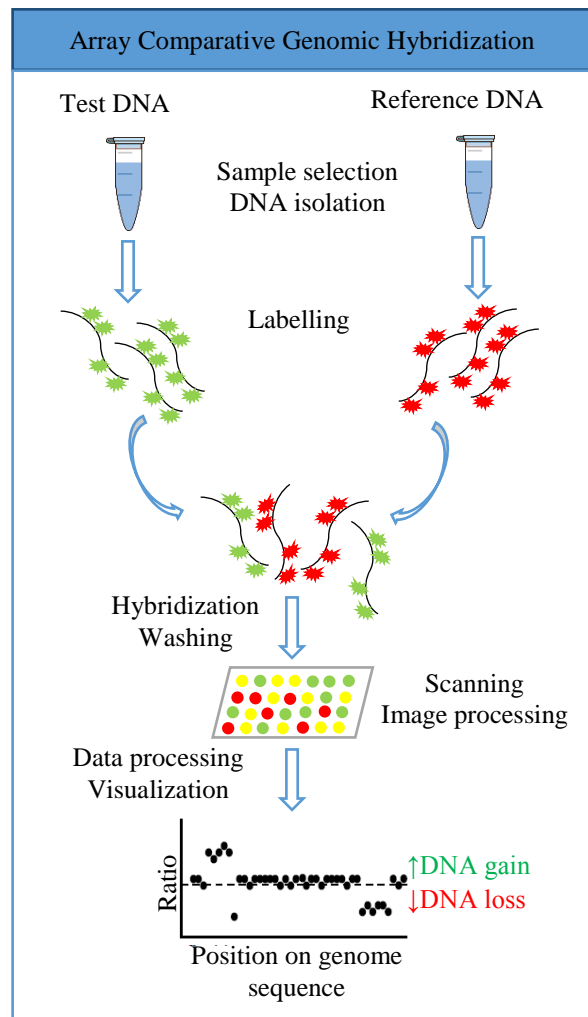 Array Comparative Genomic Hybridization
Test DNA
Reference DNA
Sample selection
DNA isolation
Labelling
Hybridization
Washing
Scanning
Image processing
Data processing
Visualization
Ratio
↑DNA gain
↓DNA loss
Position on genome
sequence